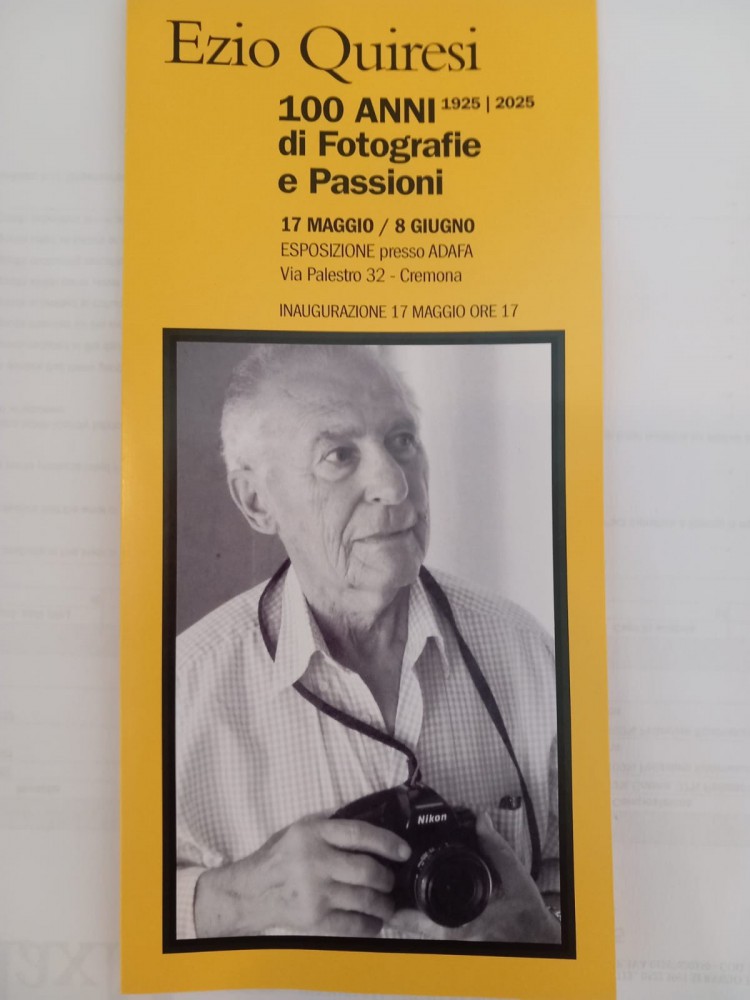 Ezio Quiresi
100 ANNI 1925 | 2025
di Fotografie
e Passioni
17 MAGGIO / 8 GIUGNO
ESPOSIZIONE presso ADAFA
Via Palestro 32 - Cremona
INAUGURAZIONE 17 MAGGIO ORE 17
Nikon